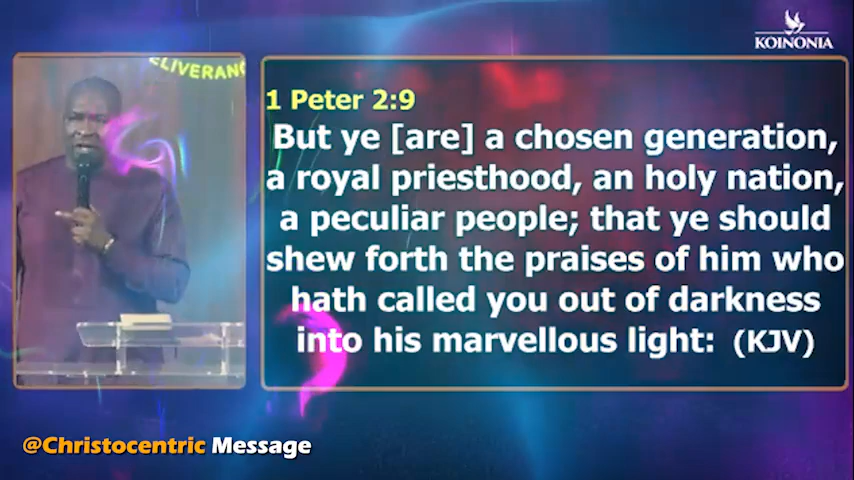 KOINONIA
ELIVERANC
1 Peter 2:9
But ye [are] a chosen generation,
a royal priesthood, an holy nation,
a peculiar people; that ye should
shew forth the praises of him who
hath called you out of darkness
into his marvellous light: (KJV)
@Christocentric Message